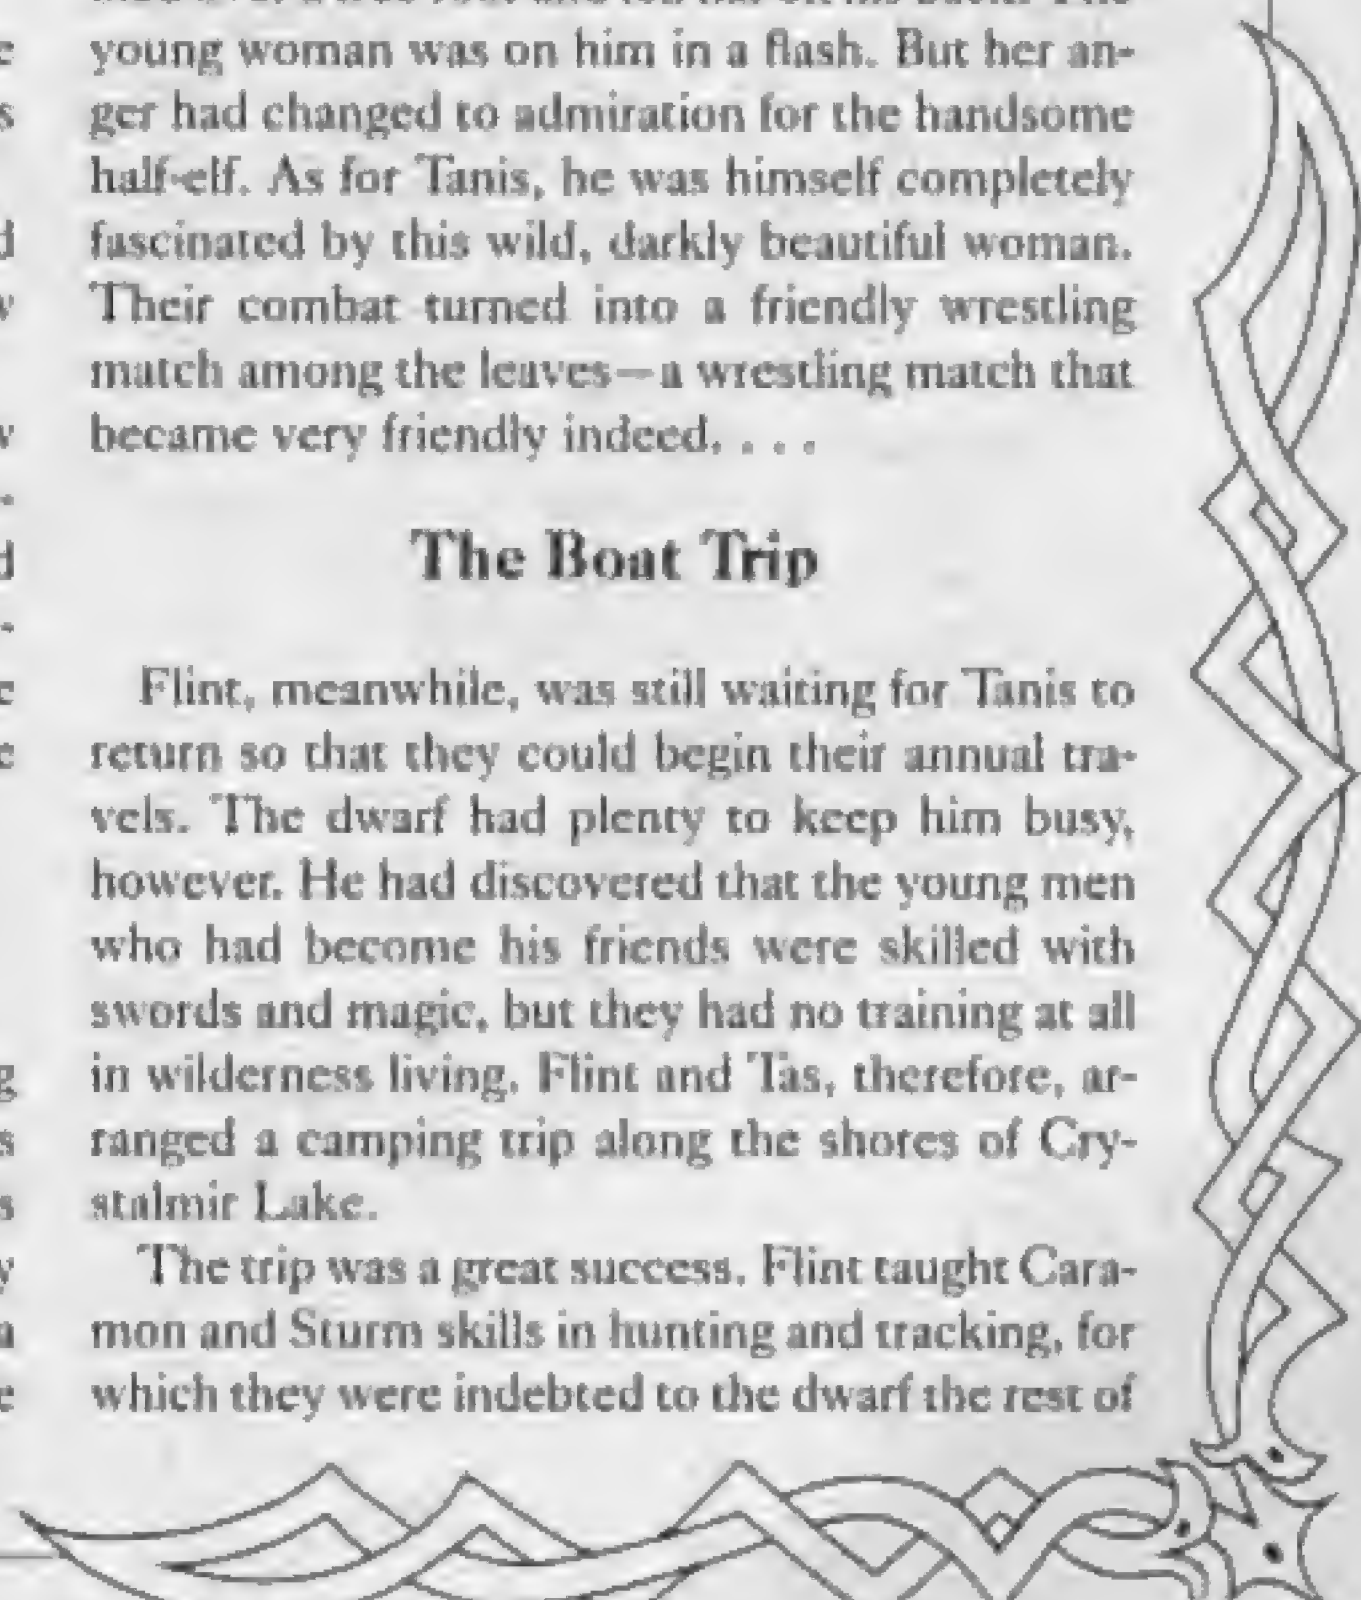 young woman was on him in a flash. But her an-
ger had changed to admiration for the handsome
half-elf. As for Tanis, he was himself completely
fascinated by this wild, darkly beautiful woman.
Their combat turned into a friendly wrestling
match among the leaves—a wrestling match that
became very friendly indeed. . . .
The Boat Trip
Flint, meanwhile, was still waiting for Tanis to
return so that they could begin their annual tra-
vels. The dwarf had plenty to keep him busy,
however. He had discovered that the young men
who had become his friends were skilled with
swords and magic, but they had no training at all
in wilderness living. Flint and Tas, therefore, ar-
ranged a camping trip along the shores of Cry-
stalmir Lake.
The trip was a great success. Flint taught Cara-
mon and Sturm skills in hunting and tracking, for
which they were indebted to the dwarf the rest of